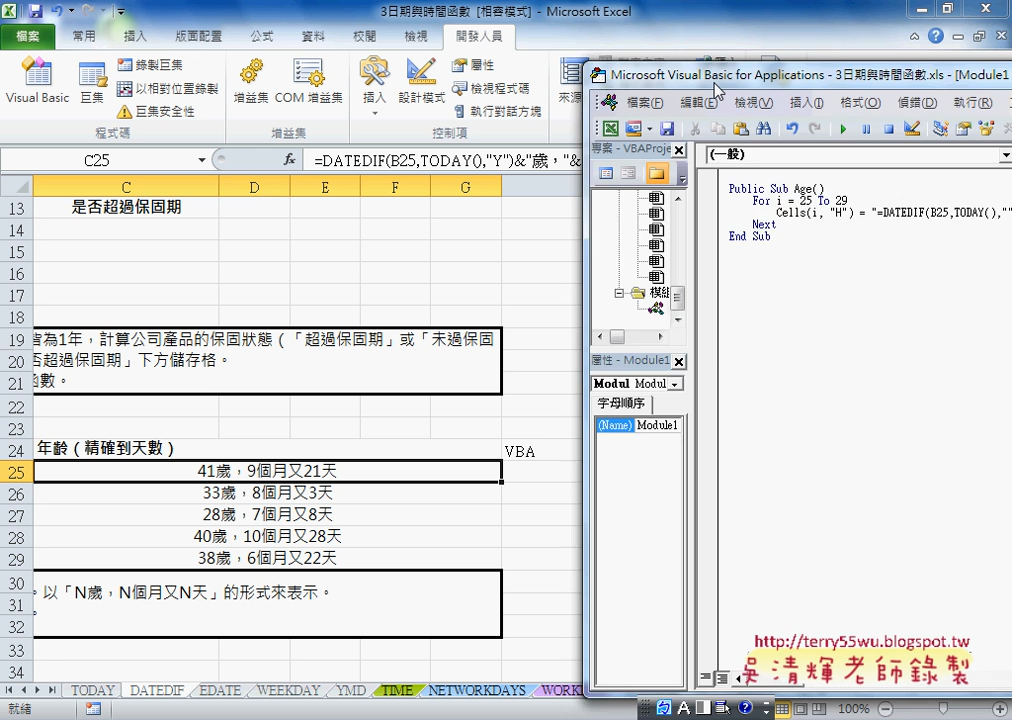 3日期與時間函數 [相容模式] - Microsoft Excel
檔案 常用 插入 版面配置 公式 資料 校閱 檢視 開發人員
Visual Basic 巨集 錄製巨集 以相對位置錄製 巨集安全性
增益集 COM 增益集 插入 設計模式 屬性 檢視程式碼 執行對話方塊
程式碼 增益集 控制項
C25 fx =DATEDIF(B25,TODAY(),"Y")&"歲，"&
C D E F G
13 是否超過保固期
14
15
16
17
18
19 皆為1年，計算公司產品的保固狀態（「超過保固期」或「未過保固
20 否超過保固期」下方儲存格。
21 函數。
22
23
24 年齡（精確到天數） VBA
25 41歲，9個月又21天
26 33歲，8個月又3天
27 28歲，7個月又8天
28 40歲，10個月又28天
29 38歲，6個月又22天
30 。以「N歲，N個月又N天」的形式來表示。
31
32
33
34
TODAY DATEDIF EDATE WEEKDAY YMD TIME NETWORKDAYS WORK
就緒 100%
Microsoft Visual Basic for Applications - 3日期與時間函數.xls - [Module1
檔案(F) 編輯(E) 檢視(V) 插入(I) 格式(O) 偵錯(D) 執行(R)
專案 - VBAProje
(一般)
模組
屬性 - Module1
Modul Modul
字母順序
(Name) Module1
Public Sub Age()
For i = 25 To 29
Cells(i, "H") = "=DATEDIF(B25,TODAY(),""
Next
End Sub
http://terry55wu.blogspot.tw
吳清輝老師錄製